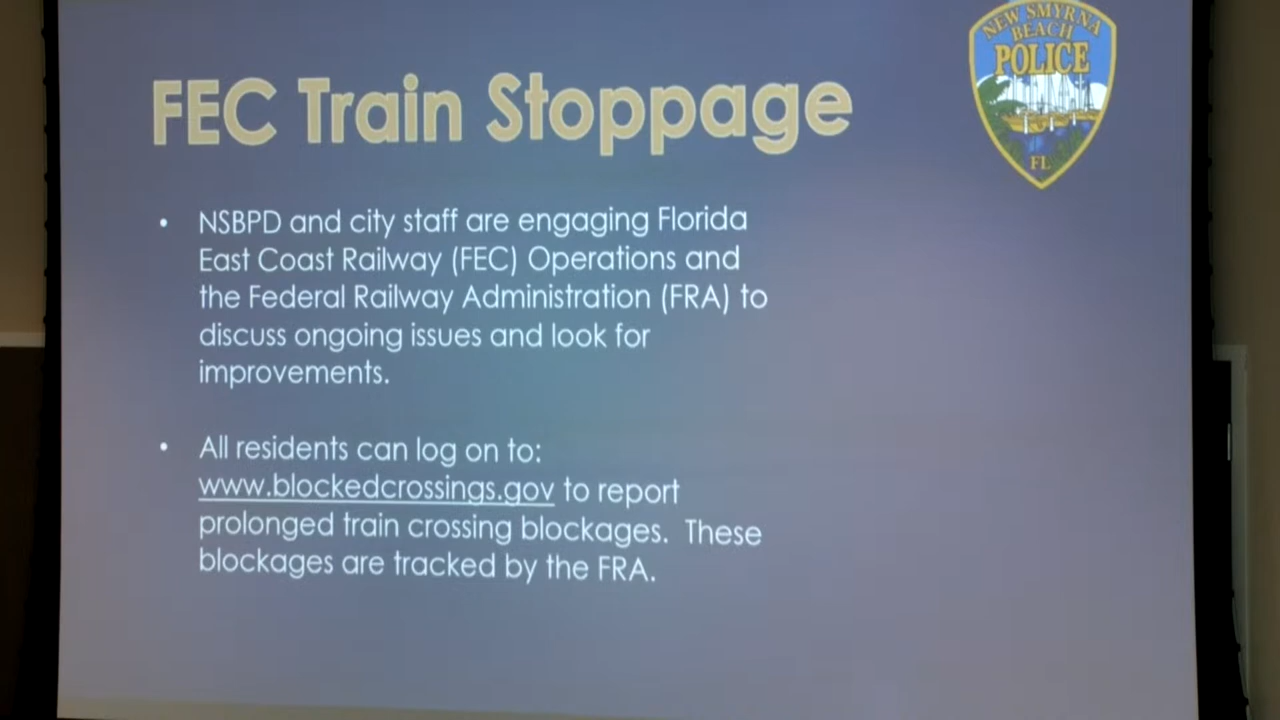 NEW SMYRNA
BEACH
POLICE
FL
FEC Train Stoppage
• NSBPD and city staff are engaging Florida
East Coast Railway (FEC) Operations and
the Federal Railway Administration (FRA) to
discuss ongoing issues and look for
improvements.
• All residents can log on to:
www.blockedcrossings.gov to report
prolonged train crossing blockages. These
blockages are tracked by the FRA.